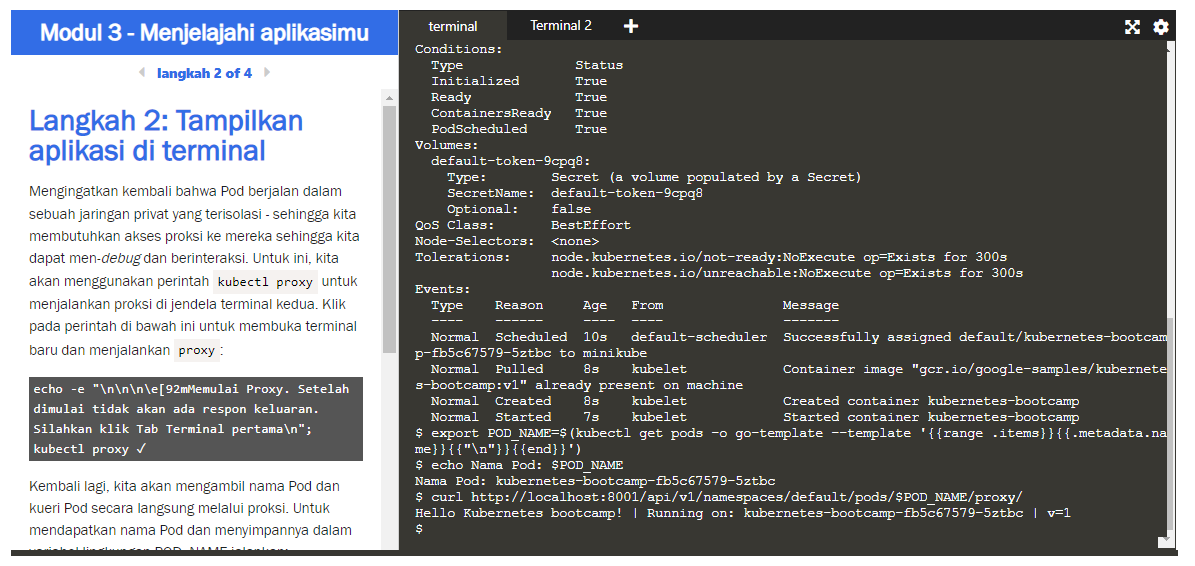 Modul 3 - Menjelajahi aplikasimu
langkah 2 of 4
Langkah 2: Tampilkan
aplikasi di terminal
Mengingatkan kembali bahwa Pod berjalan dalam
sebuah jaringan privat yang terisolasi - sehingga kita
membutuhkan akses proksi ke mereka sehingga kita
dapat men-debug dan berinteraksi. Untuk ini, kita
akan menggunakan perintah kubectl proxy untuk
menjalankan proksi di jendela terminal kedua. Klik
pada perintah di bawah ini untuk membuka terminal
baru dan menjalankan proxy :
echo -e "\n\n\n\e[92mMemulai Proxy. Setelah
dimulai tidak akan ada respon keluaran.
Silahkan klik Tab Terminal pertama\n";
kubectl proxy ✓
Kembali lagi, kita akan mengambil nama Pod dan
kueri Pod secara langsung melalui proksi. Untuk
mendapatkan nama Pod dan menyimpannya dalam
variabel lingkungan POD_NAME jalankan:
terminal
Terminal 2
Conditions:
Type Status
Initialized True
Ready True
ContainersReady True
PodScheduled True
Volumes:
default-token-9cpq8:
Type: Secret (a volume populated by a Secret)
SecretName: default-token-9cpq8
Optional: false
QoS Class: BestEffort
Node-Selectors: <none>
Tolerations: node.kubernetes.io/not-ready:NoExecute op=Exists for 300s
node.kubernetes.io/unreachable:NoExecute op=Exists for 300s
Events:
Type Reason Age From Message
---- ------ ---- ---- -------
Normal Scheduled 10s default-scheduler Successfully assigned default/kubernetes-bootcam
p-fb5c67579-5ztbc to minikube
Normal Pulled 8s kubelet Container image "gcr.io/google-samples/kubernete
s-bootcamp:v1" already present on machine
Normal Created 8s kubelet Created container kubernetes-bootcamp
Normal Started 7s kubelet Started container kubernetes-bootcamp
$ export POD_NAME=$(kubectl get pods -o go-template --template '{{range .items}}{{.metadata.na
me}}{{"\n"}}{{end}}')
$ echo Nama Pod: $POD_NAME
Nama Pod: kubernetes-bootcamp-fb5c67579-5ztbc
$ curl http://localhost:8001/api/v1/namespaces/default/pods/$POD_NAME/proxy/
Hello Kubernetes bootcamp! | Running on: kubernetes-bootcamp-fb5c67579-5ztbc | v=1
$